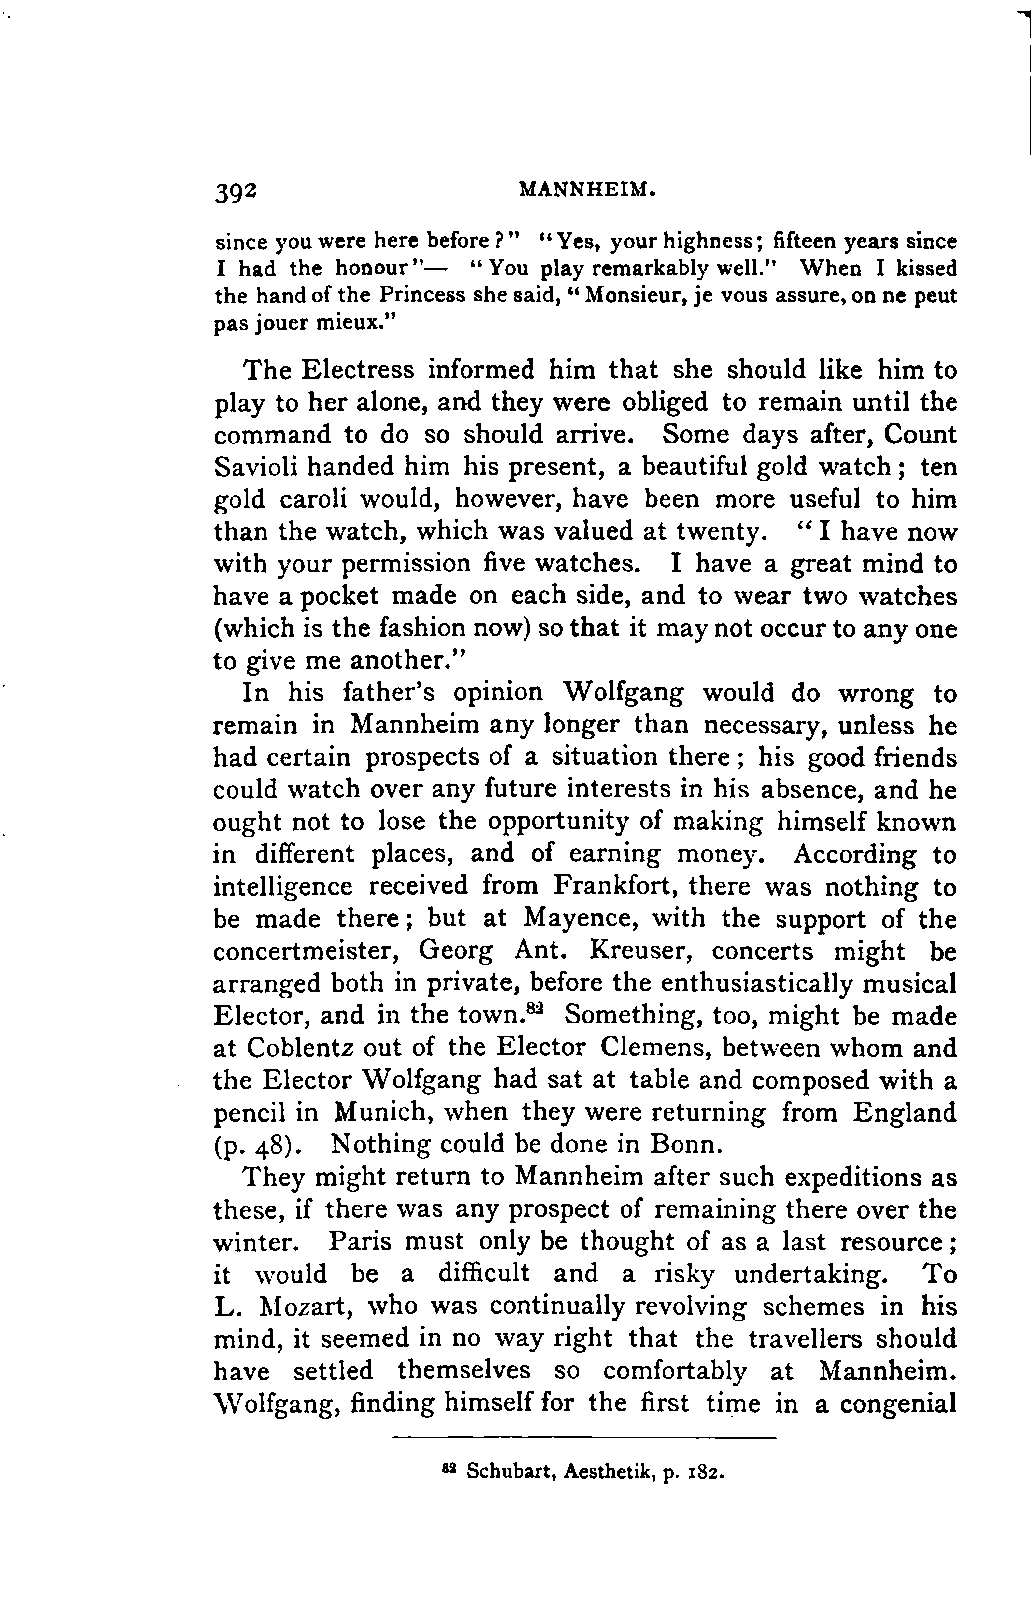 392 MANNHEIM.
since you were here before?" "Yes, your highness; fifteen years since
I had the honour"— "You play remarkably well." When I kissed
the hand of the Princess she said, "Monsieur, je vous assure, on ne peut
pas jouer mieux."
The Electress informed him that she should like him to
play to her alone, and they were obliged to remain until the
command to do so should arrive. Some days after, Count
Savioli handed him his present, a beautiful gold watch; ten
gold caroli would, however, have been more useful to him
than the watch, which was valued at twenty. "I have now
with your permission five watches. I have a great mind to
have a pocket made on each side, and to wear two watches
(which is the fashion now) so that it may not occur to any one
to give me another."
In his father's opinion Wolfgang would do wrong to
remain in Mannheim any longer than necessary, unless he
had certain prospects of a situation there; his good friends
could watch over any future interests in his absence, and he
ought not to lose the opportunity of making himself known
in different places, and of earning money. According to
intelligence received from Frankfort, there was nothing to
be made there; but at Mayence, with the support of the
concertmeister, Georg Ant. Kreuser, concerts might be
arranged both in private, before the enthusiastically musical
Elector, and in the town.⁸² Something, too, might be made
at Coblentz out of the Elector Clemens, between whom and
the Elector Wolfgang had sat at table and composed with a
pencil in Munich, when they were returning from England
(p. 48). Nothing could be done in Bonn.
They might return to Mannheim after such expeditions as
these, if there was any prospect of remaining there over the
winter. Paris must only be thought of as a last resource;
it would be a difficult and a risky undertaking. To
L. Mozart, who was continually revolving schemes in his
mind, it seemed in no way right that the travellers should
have settled themselves so comfortably at Mannheim.
Wolfgang, finding himself for the first time in a congenial
⁸² Schubart, Aesthetik, p. 182.